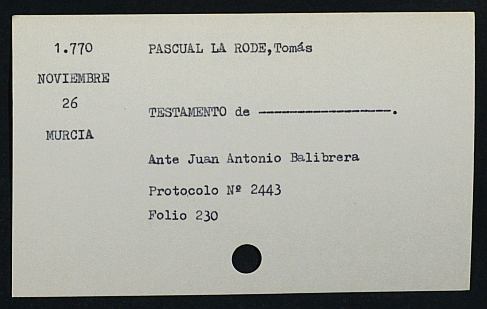 1.770
NOVIEMBRE
26
MURCIA
PASCUAL LA RODE,Tomás
TESTAMENTO de -----------------.
Ante Juan Antonio Balibrera
Protocolo Nº 2443
Folio 230